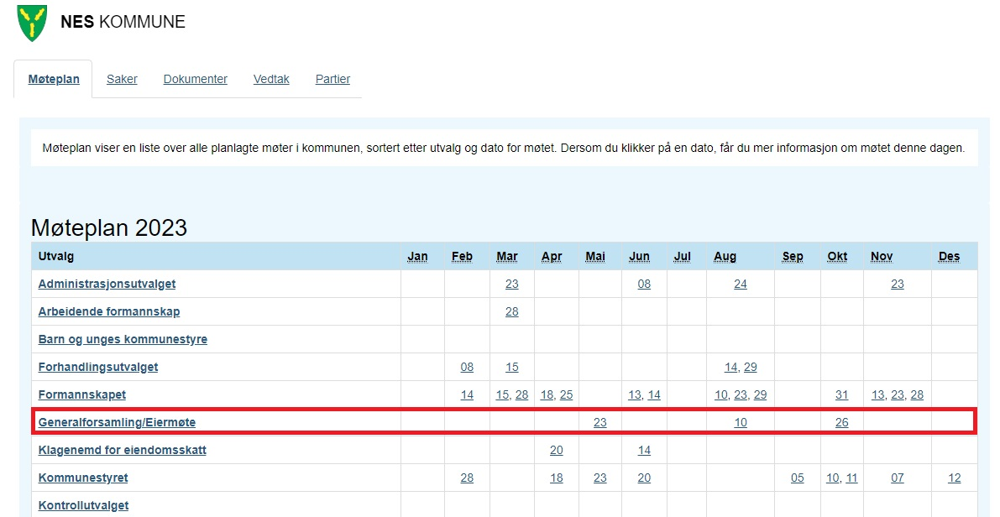 NES KOMMUNE
Møteplan Saker Dokumenter Vedtak Partier
Møteplan viser en liste over alle planlagte møter i kommunen, sortert etter utvalg og dato for møtet. Dersom du klikker på en dato, får du mer informasjon om møtet denne dagen.
Møteplan 2023
Utvalg Jan Feb Mar Apr Mai Jun Jul Aug Sep Okt Nov Des
Administrasjonsutvalget 23 08 24 23
Arbeidende formannskap 28
Barn og unges kommunestyre
Forhandlingsutvalget 08 15 14, 29
Formannskapet 14 15, 28 18, 25 13, 14 10, 23, 29 31 13, 23, 28
Generalforsamling/Eiermøte 23 10 26
Klagenemd for eiendomsskatt 20 14
Kommunestyret 28 18 23 20 05 10, 11 07 12
Kontrollutvalget